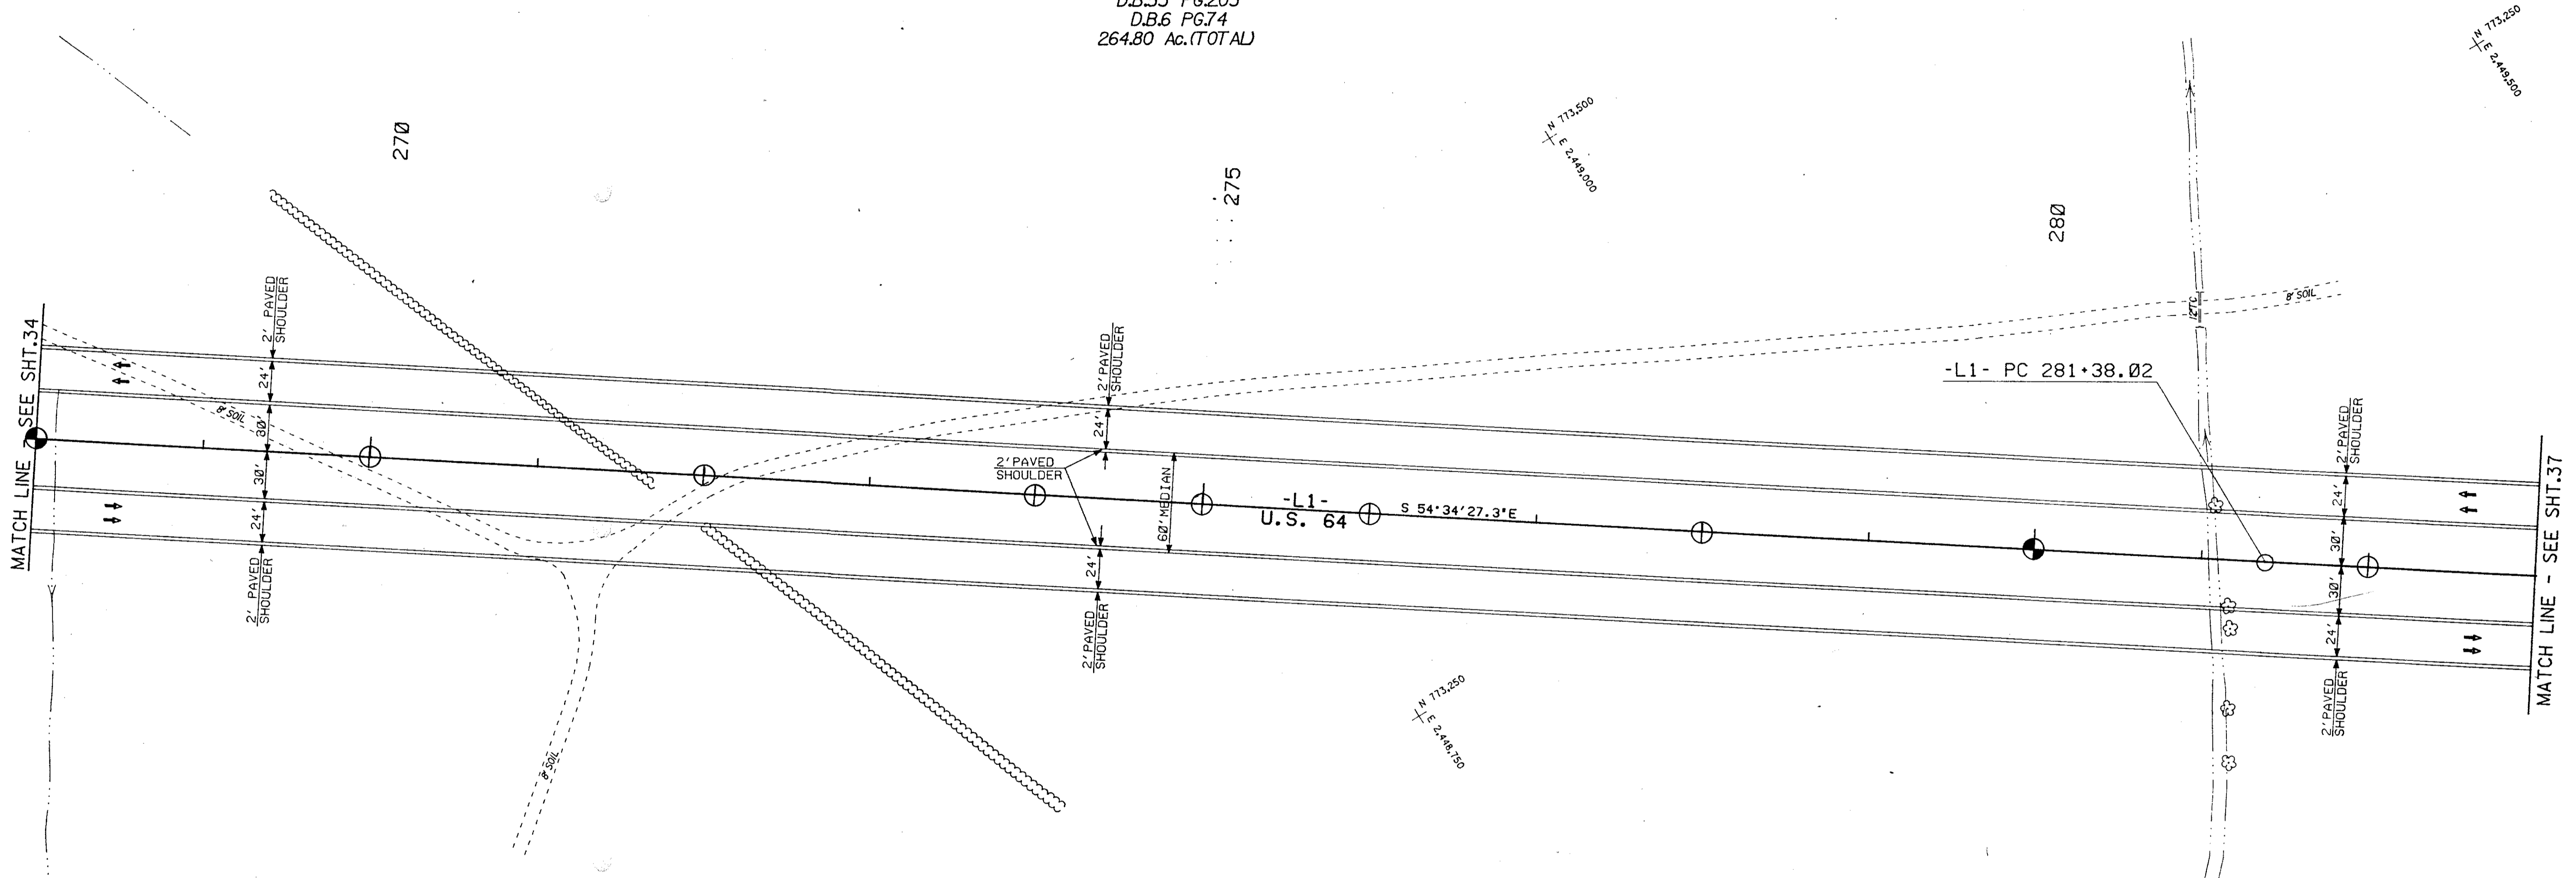 D.B.6 PG.74
264.80 Ac.(TOTAL)
N 773,250
E 2,449,500
N 773,500
E 2,449,000
270
275
280
2' PAVED
SHOULDER
24'
30'
30'
24'
2' PAVED
SHOULDER
MATCH LINE - SEE SHT.34
8' SOIL
8' SOIL
2' PAVED
SHOULDER
24'
2' PAVED
SHOULDER
60' MEDIAN
24'
2' PAVED
SHOULDER
-L1-
U.S. 64
S 54°34'27.3"E
N 773,250
E 2,448,750
-L1- PC 281+38.02
12"TC
8' SOIL
2' PAVED
SHOULDER
24'
30'
30'
24'
2' PAVED
SHOULDER
MATCH LINE - SEE SHT.37